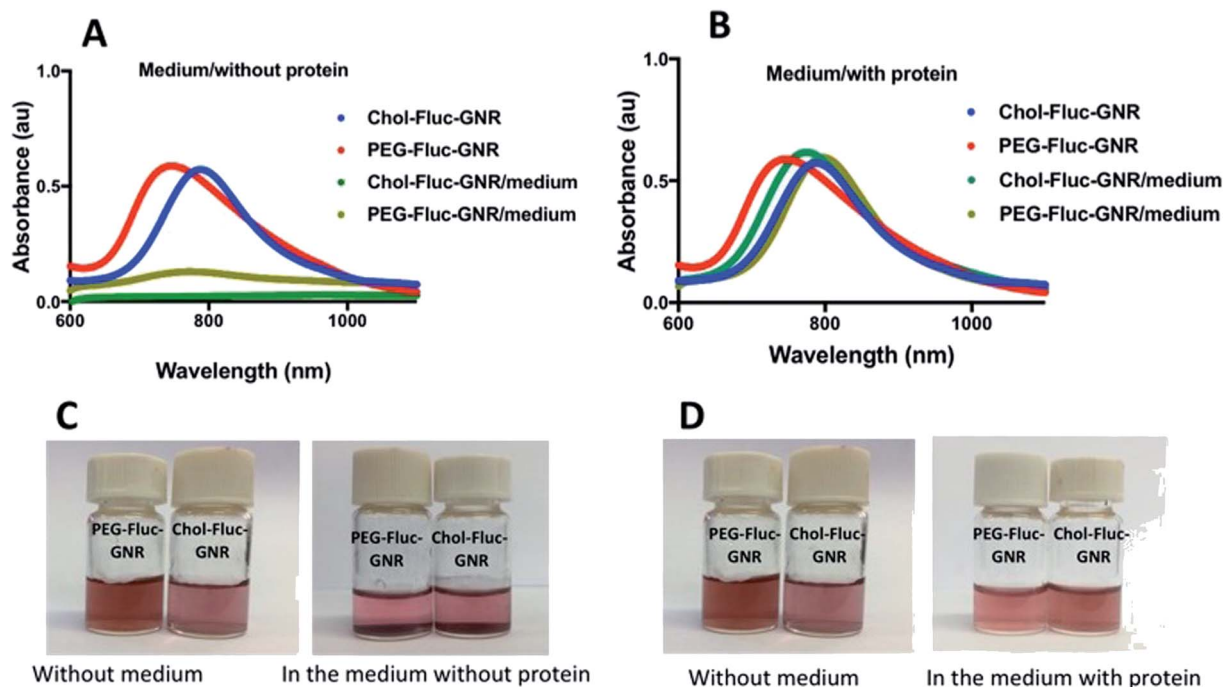 A
Medium/without protein
1.0
0.5
0.0
Absorbance (au)
Chol-Fluc-GNR
PEG-Fluc-GNR
Chol-Fluc-GNR/medium
PEG-Fluc-GNR/medium
600
800
1000
Wavelength (nm)
B
Medium/with protein
1.0
0.5
0.0
Absorbance (au)
Chol-Fluc-GNR
PEG-Fluc-GNR
Chol-Fluc-GNR/medium
PEG-Fluc-GNR/medium
600
800
1000
Wavelength (nm)
C
PEG-Fluc-
GNR
Chol-Fluc-
GNR
PEG-Fluc-
GNR
Chol-Fluc-
GNR
Without medium
In the medium without protein
D
PEG-Fluc-
GNR
Chol-Fluc-
GNR
PEG-Fluc-
GNR
Chol-Fluc-
GNR
Without medium
In the medium with protein